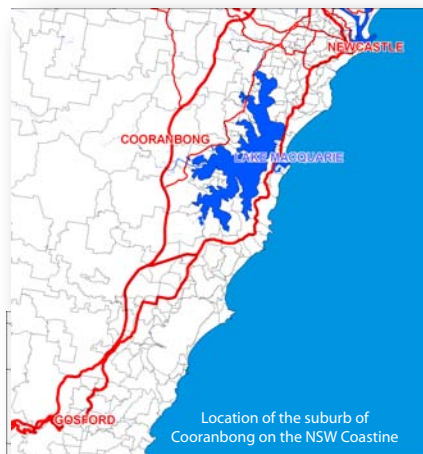 NEWCASTLE
COORANBONG
LAKE MACQUARIE
GOSFORD
Location of the suburb of
Cooranbong on the NSW Coastine